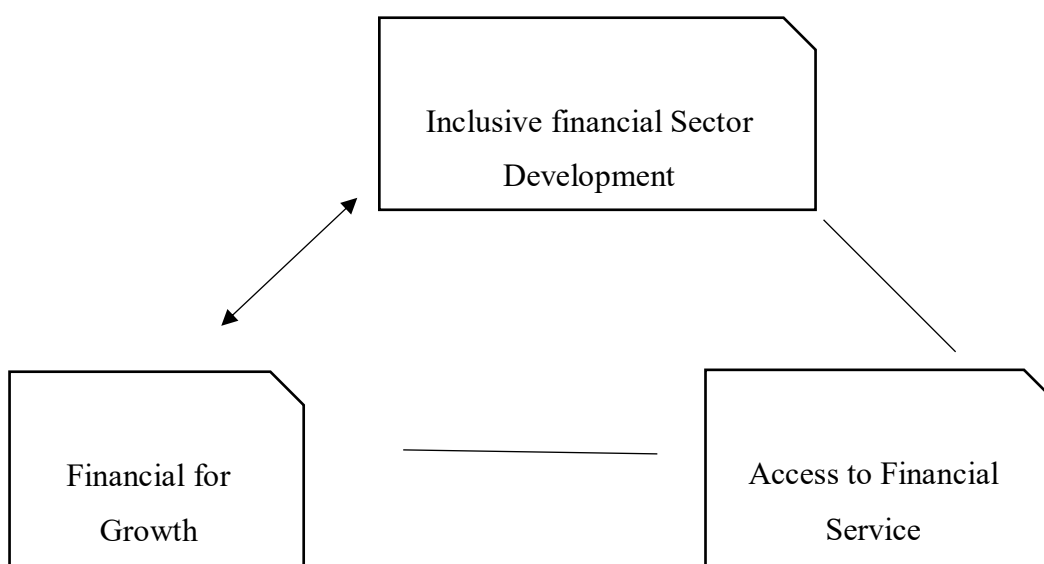 Inclusive financial Sector
Development
Financial for
Growth
Access to Financial
Service